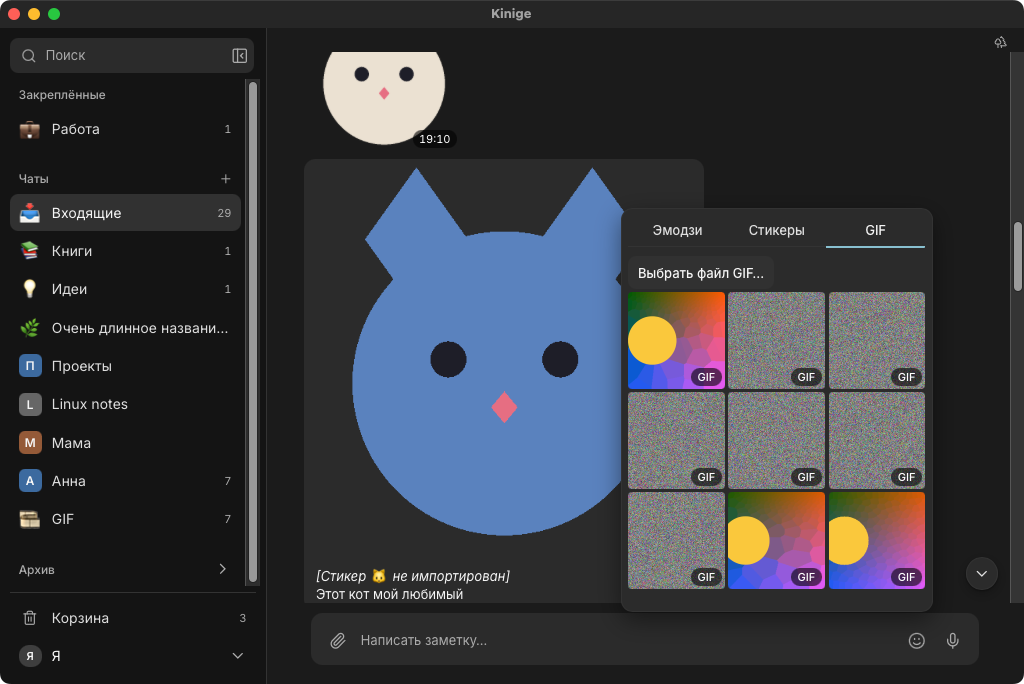 Kinige
Поиск
Закреплённые
Работа 1
Чаты +
Входящие 29
Книги 1
Идеи 1
Очень длинное названи...
П Проекты
L Linux notes
М Мама
А Анна 7
GIF 7
Архив
Корзина 3
Я Я
19:10
[Стикер 🐱 не импортирован]
Этот кот мой любимый
Эмодзи Стикеры GIF
Выбрать файл GIF...
GIF GIF GIF
GIF GIF GIF
GIF GIF GIF
Написать заметку...